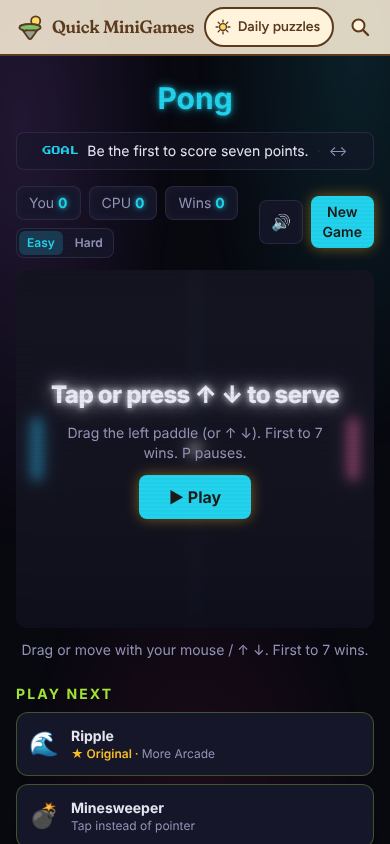 Quick MiniGames
Daily puzzles
Pong
GOAL Be the first to score seven points. · ↔
You 0
CPU 0
Wins 0
New
Game
Easy
Hard
Tap or press ↑ ↓ to serve
Drag the left paddle (or ↑ ↓). First to 7
wins. P pauses.
▶ Play
Drag or move with your mouse / ↑ ↓. First to 7 wins.
PLAY NEXT
Ripple
★ Original · More Arcade
Minesweeper
Tap instead of pointer